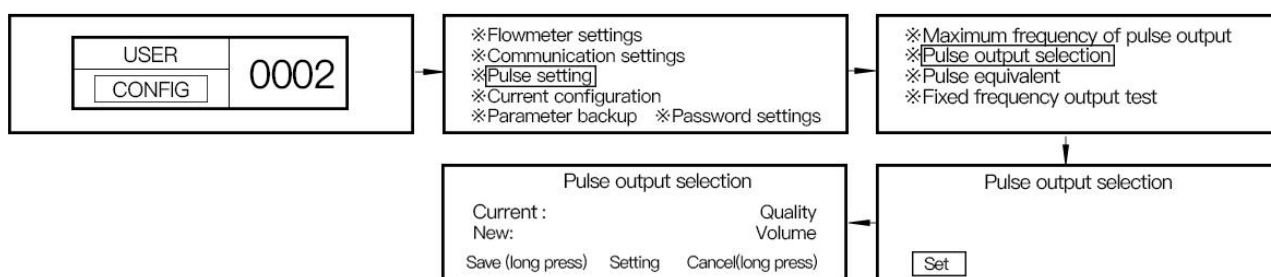 USER
CONFIG
0002
※Flowmeter settings
※Communication settings
※Pulse setting
※Current configuration
※Parameter backup ※Password settings
※Maximum frequency of pulse output
※Pulse output selection
※Pulse equivalent
※Fixed frequency output test
Pulse output selection
Set
Pulse output selection
Current : Quality
New: Volume
Save (long press) Setting Cancel(long press)